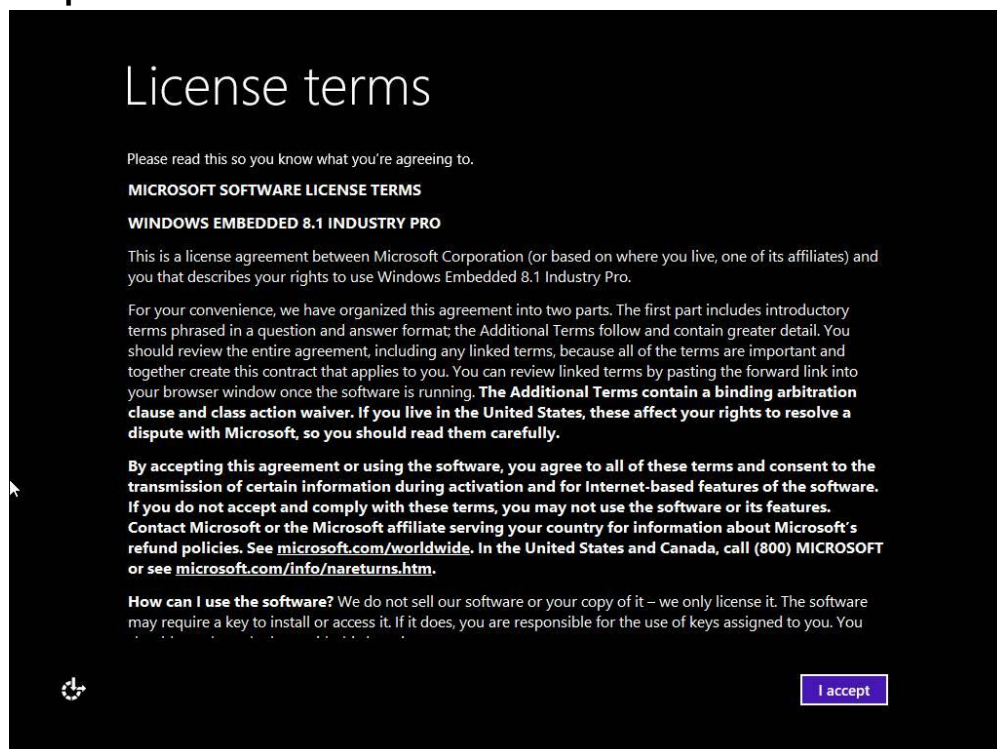 License terms
Please read this so you know what you're agreeing to.
MICROSOFT SOFTWARE LICENSE TERMS
WINDOWS EMBEDDED 8.1 INDUSTRY PRO
This is a license agreement between Microsoft Corporation (or based on where you live, one of its affiliates) and
you that describes your rights to use Windows Embedded 8.1 Industry Pro.
For your convenience, we have organized this agreement into two parts. The first part includes introductory
terms phrased in a question and answer format; the Additional Terms follow and contain greater detail. You
should review the entire agreement, including any linked terms, because all of the terms are important and
together create this contract that applies to you. You can review linked terms by pasting the forward link into
your browser window once the software is running. The Additional Terms contain a binding arbitration
clause and class action waiver. If you live in the United States, these affect your rights to resolve a
dispute with Microsoft, so you should read them carefully.
By accepting this agreement or using the software, you agree to all of these terms and consent to the
transmission of certain information during activation and for Internet-based features of the software.
If you do not accept and comply with these terms, you may not use the software or its features.
Contact Microsoft or the Microsoft affiliate serving your country for information about Microsoft's
refund policies. See microsoft.com/worldwide. In the United States and Canada, call (800) MICROSOFT
or see microsoft.com/info/nareturns.htm.
How can I use the software? We do not sell our software or your copy of it – we only license it. The software
may require a key to install or access it. If it does, you are responsible for the use of keys assigned to you. You
I accept